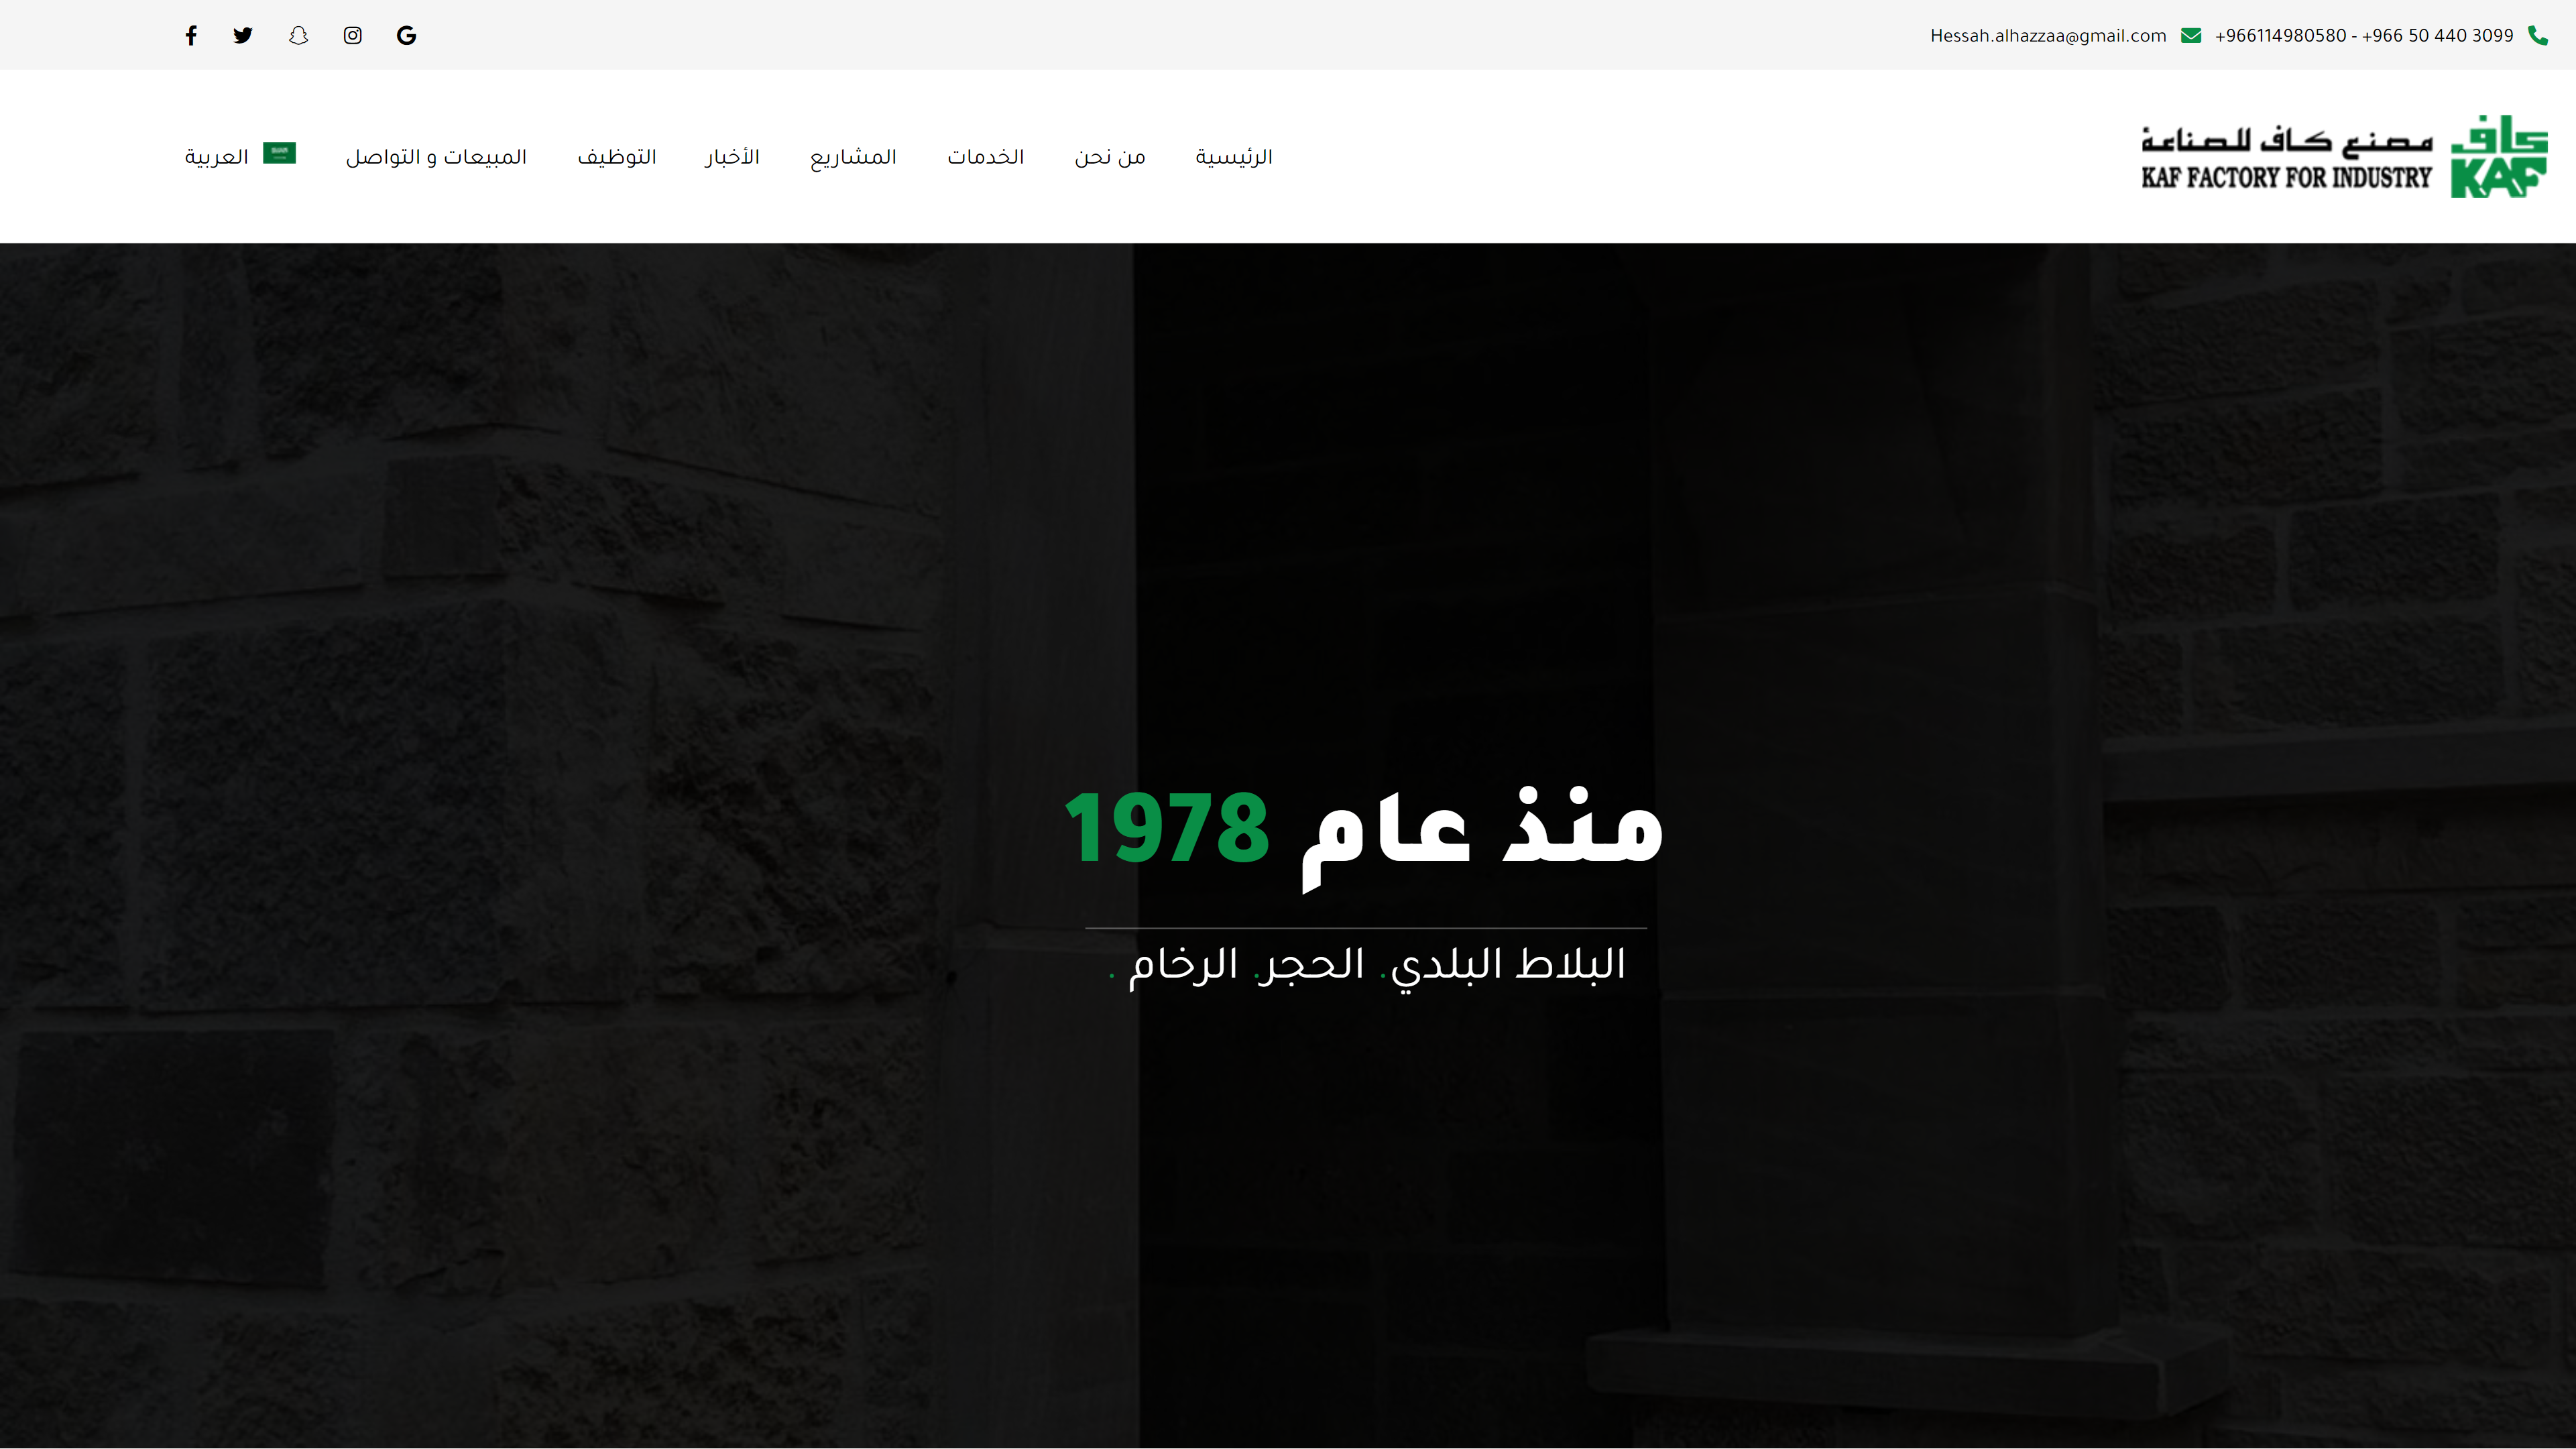 +966114980580 - +966 50 440 3099 Hessah.alhazzaa@gmail.com
كاف
KAF
مصنع كاف للصناعة
KAF FACTORY FOR INDUSTRY
الرئيسية من نحن الخدمات المشاريع الأخبار التوظيف المبيعات و التواصل العربية
منذ عام 1978
البلاط البلدي. الحجر. الرخام .